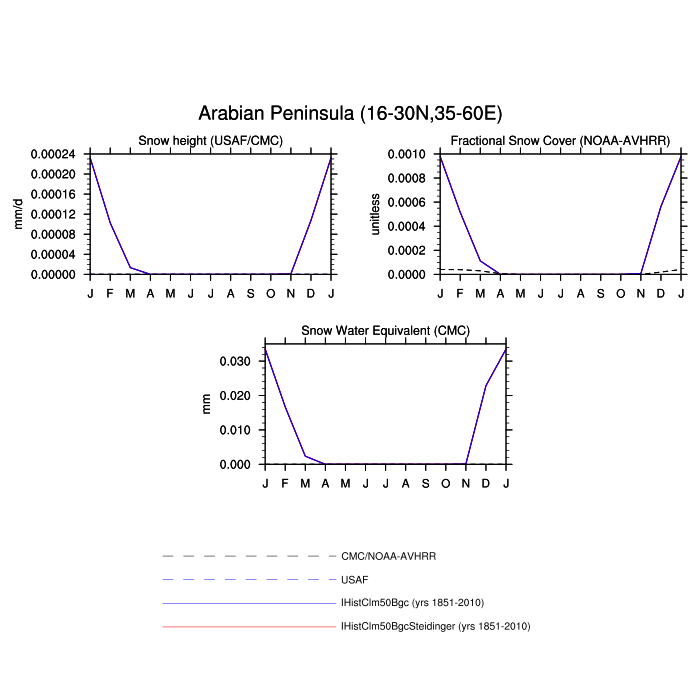 Arabian Peninsula (16-30N,35-60E)
Snow height (USAF/CMC)
0.00024
0.00020
0.00016
0.00012
0.00008
0.00004
0.00000
mm/d
J F M A M J J A S O N D J
Fractional Snow Cover (NOAA-AVHRR)
0.0010
0.0008
0.0006
0.0004
0.0002
0.0000
unitless
J F M A M J J A S O N D J
Snow Water Equivalent (CMC)
0.030
0.020
0.010
0.000
mm
J F M A M J J A S O N D J
CMC/NOAA-AVHRR
USAF
IHistClm50Bgc (yrs 1851-2010)
IHistClm50BgcSteidinger (yrs 1851-2010)